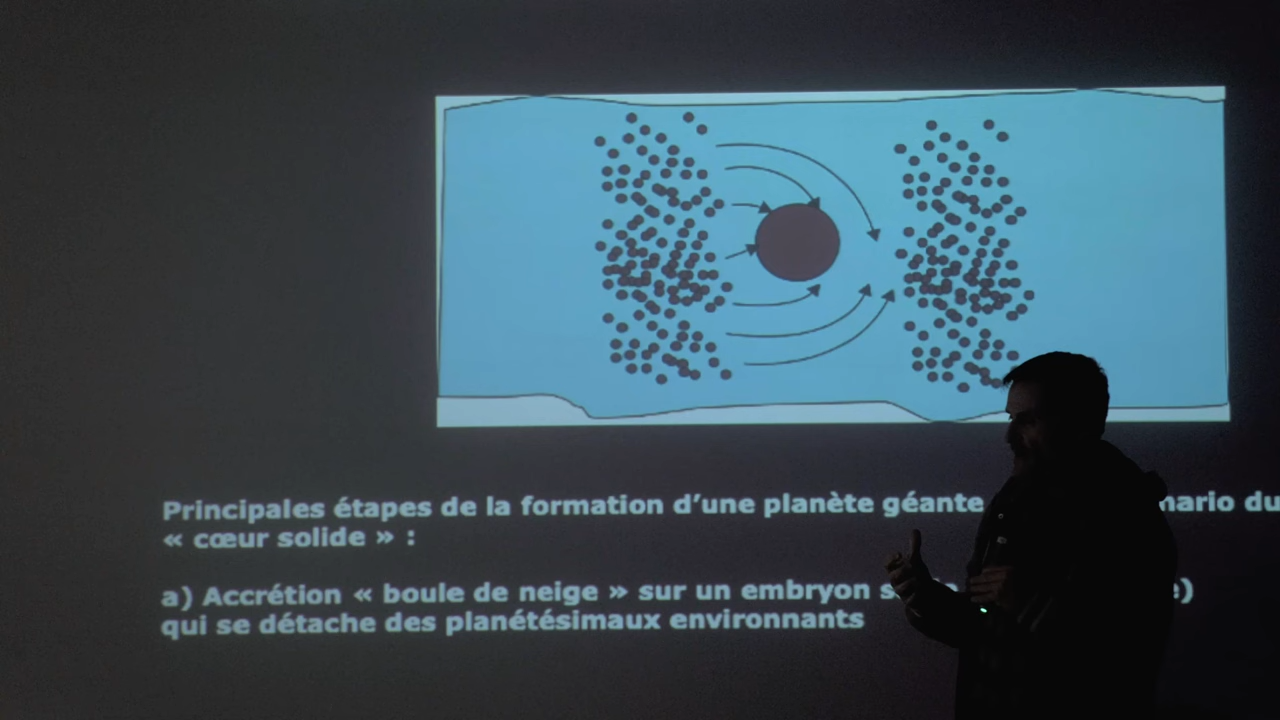 Principales étapes de la formation d’une planète géante du
« cœur solide » :
a) Accrétion « boule de neige » sur un embryon
qui se détache des planétésimaux environnants